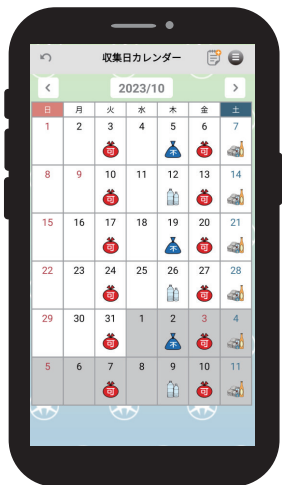 収集日カレンダー
< 2023/10 >
日 月 火 水 木 金 土
1 2 3 4 5 6 7
可 不 可
8 9 10 11 12 13 14
可 可
15 16 17 18 19 20 21
可 不 可
22 23 24 25 26 27 28
可 可
29 30 31 1 2 3 4
可 不 可
5 6 7 8 9 10 11
可 可